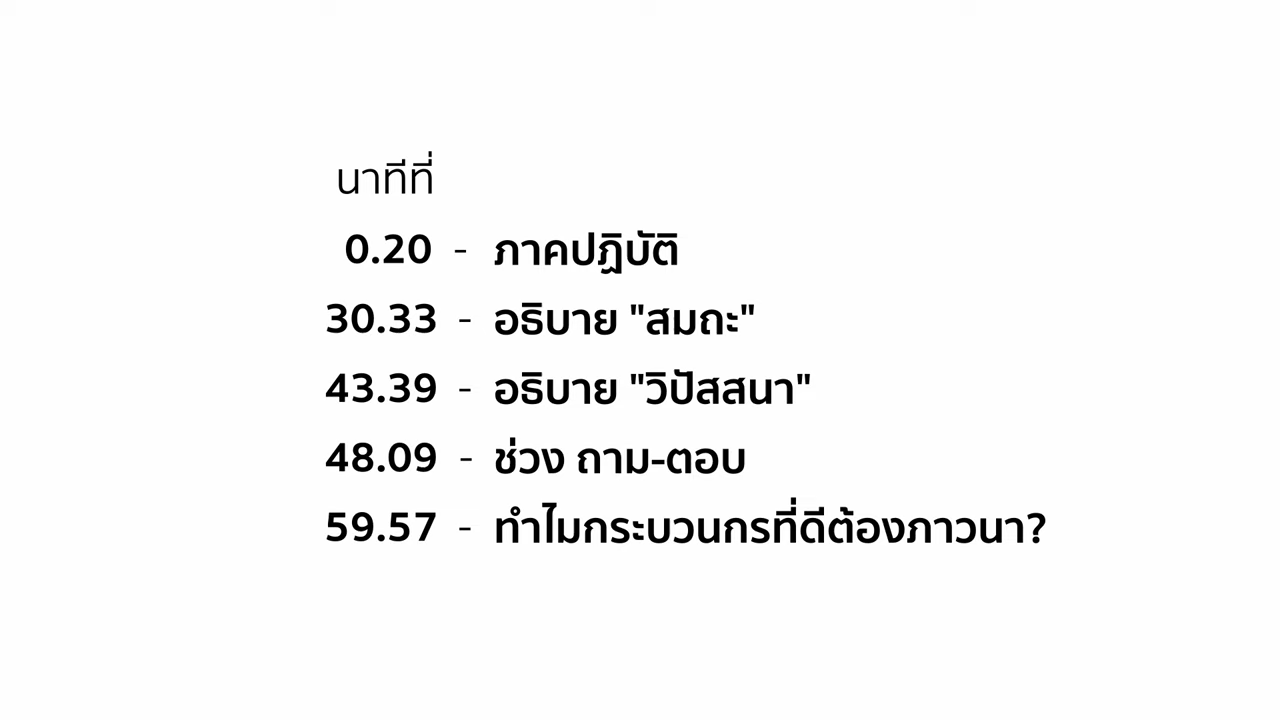 นาทีที่
0.20 - ภาคปฏิบัติ
30.33 - อธิบาย "สมถะ"
43.39 - อธิบาย "วิปัสสนา"
48.09 - ช่วง ถาม-ตอบ
59.57 - ทำไมกระบวนกรที่ดีต้องภาวนา?